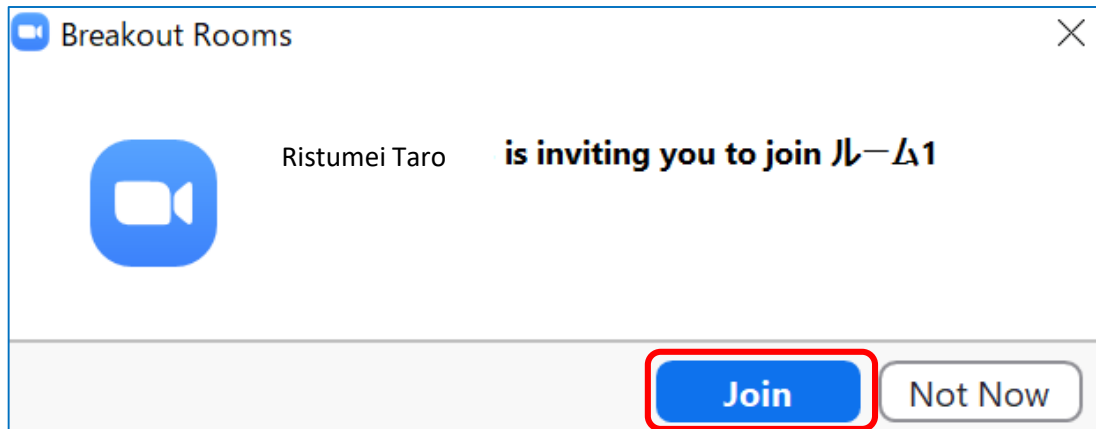 Breakout Rooms
Ristumei Taro is inviting you to join ルーム1
Join
Not Now